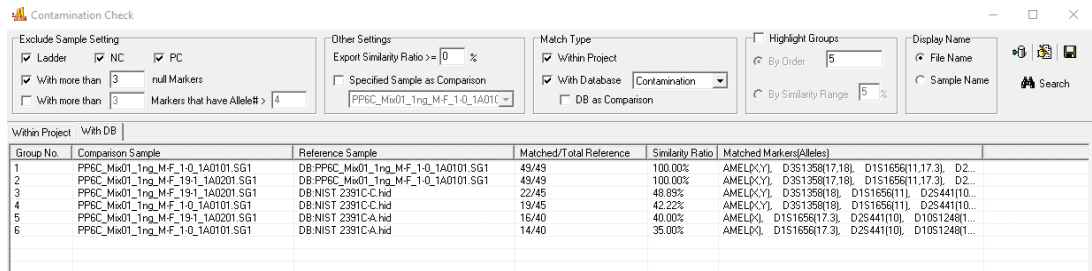 Contamination Check
Exclude Sample Setting
Ladder NC PC
With more than 3 null Markers
With more than 3 Markers that have Allele# > 4
Other Settings
Export Similarity Ratio >= 0 %
Specified Sample as Comparison
PP6C_Mix01_1ng_M-F_1-0_1A010
Match Type
Within Project
With Database Contamination
DB as Comparison
Highlight Groups
By Order 5
By Similarity Range 5 %
Display Name
File Name
Sample Name
Search
Within Project With DB
Group No. Comparison Sample Reference Sample Matched/Total Reference Similarity Ratio Matched Markers(Alleles)
1 PP6C_Mix01_1ng_M-F_1-0_1A0101.SG1 DB:PP6C_Mix01_1ng_M-F_1-0_1A0101.SG1 49/49 100.00% AMEL(X,Y), D3S1358(17,18), D1S1656(11,17.3), D2...
2 PP6C_Mix01_1ng_M-F_19-1_1A0201.SG1 DB:PP6C_Mix01_1ng_M-F_1-0_1A0101.SG1 49/49 100.00% AMEL(X,Y), D3S1358(17,18), D1S1656(11,17.3), D2...
3 PP6C_Mix01_1ng_M-F_19-1_1A0201.SG1 DB:NIST 2391C-C.hid 22/45 48.89% AMEL(X,Y), D3S1358(18), D1S1656(11), D2S441(10...
4 PP6C_Mix01_1ng_M-F_1-0_1A0101.SG1 DB:NIST 2391C-C.hid 19/45 42.22% AMEL(X,Y), D3S1358(18), D1S1656(11), D2S441(10...
5 PP6C_Mix01_1ng_M-F_19-1_1A0201.SG1 DB:NIST 2391C-A.hid 16/40 40.00% AMEL(X), D1S1656(17.3), D2S441(10), D10S1248(1...
6 PP6C_Mix01_1ng_M-F_1-0_1A0101.SG1 DB:NIST 2391C-A.hid 14/40 35.00% AMEL(X), D1S1656(17.3), D2S441(10), D10S1248(1...